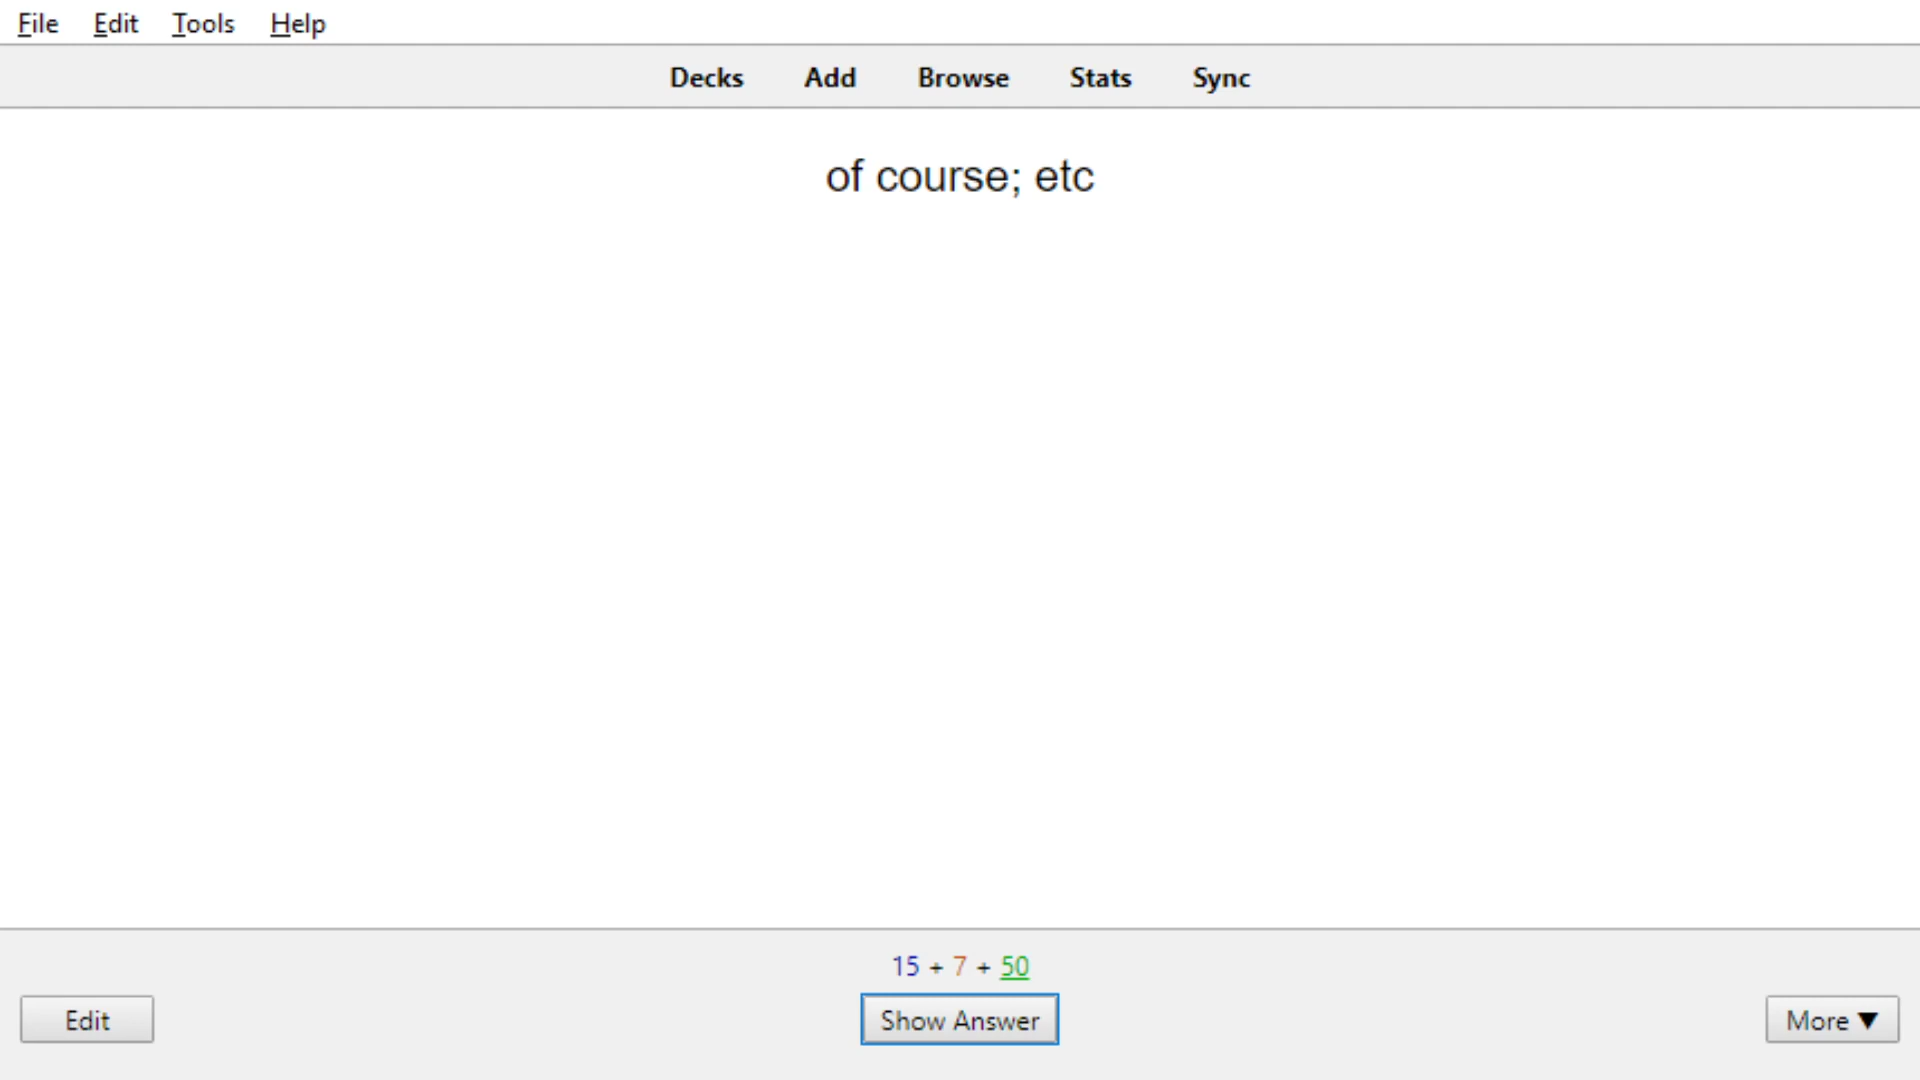 File Edit Tools Help
Decks Add Browse Stats Sync
of course; etc
15 + 7 + 50
Edit Show Answer More ▼